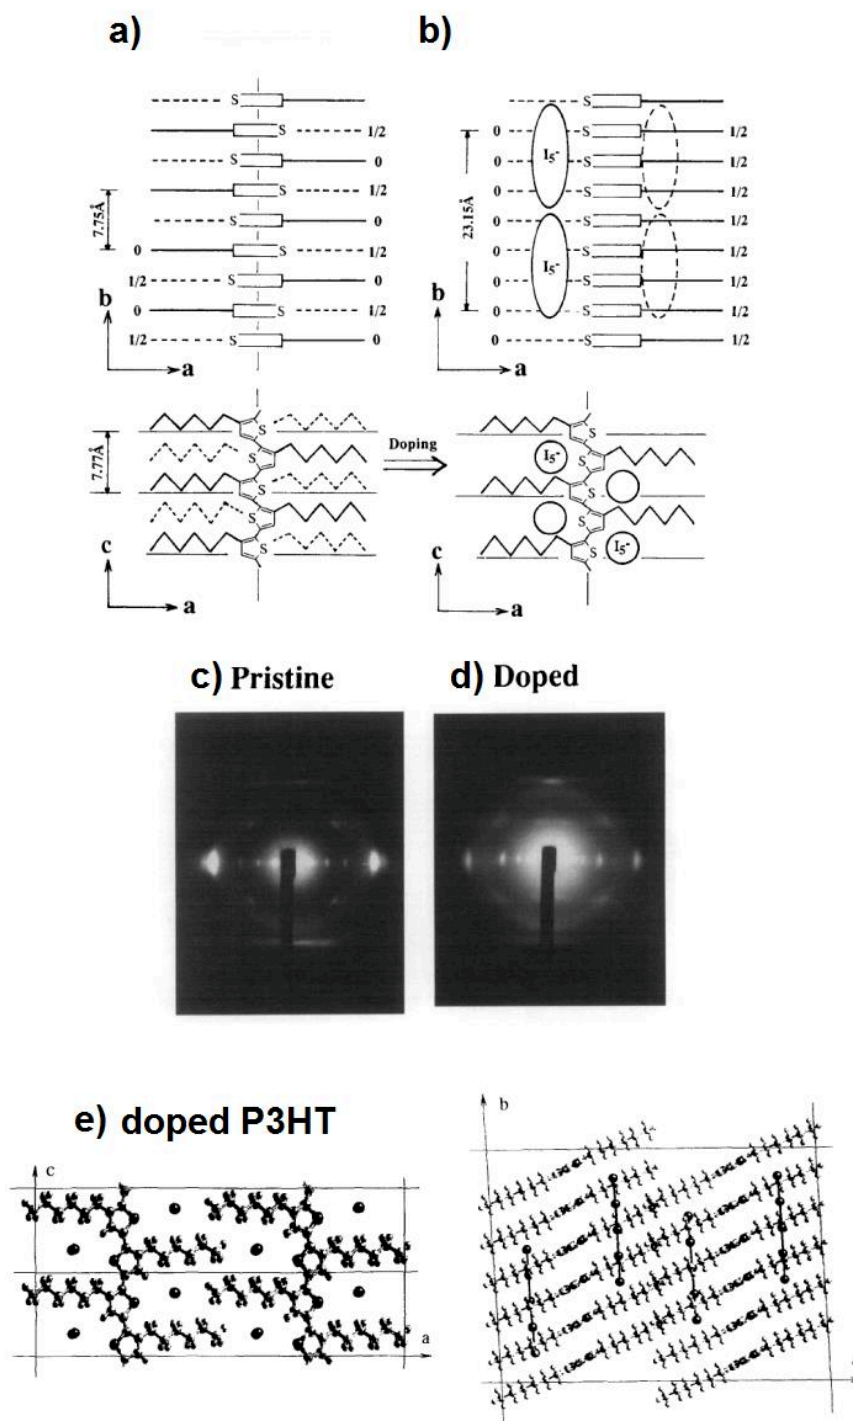 a)
S
S 1/2
S 0
S 1/2
7.75Å
S 0
0 S 1/2
1/2 S 0
b
0 S 1/2
1/2 S 0
a
b)
S
0 S 1/2
I₅⁻
0 S 1/2
0 S 1/2
23.15Å
0 S 1/2
0 S 1/2
I₅⁻
0 S 1/2
b
0 S 1/2
0 S 1/2
a
S
S
7.77Å
S
S
S
c
a
Doping
S
I₅⁻
S
S
S
S
I₅⁻
c
a
c) Pristine
d) Doped
e) doped P3HT
c
a
b